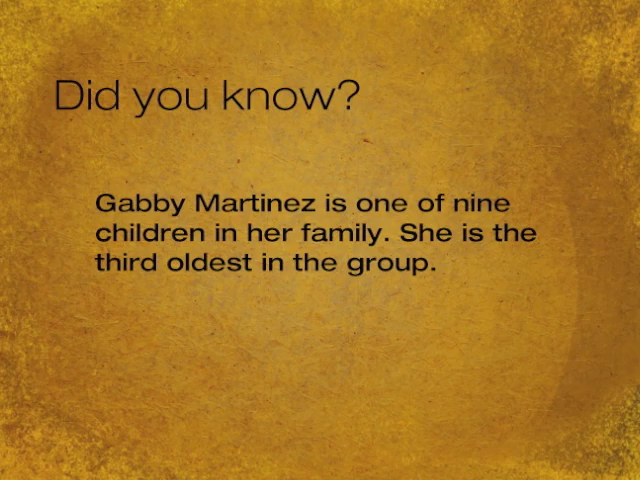 Did you know?
Gabby Martinez is one of nine
children in her family. She is the
third oldest in the group.